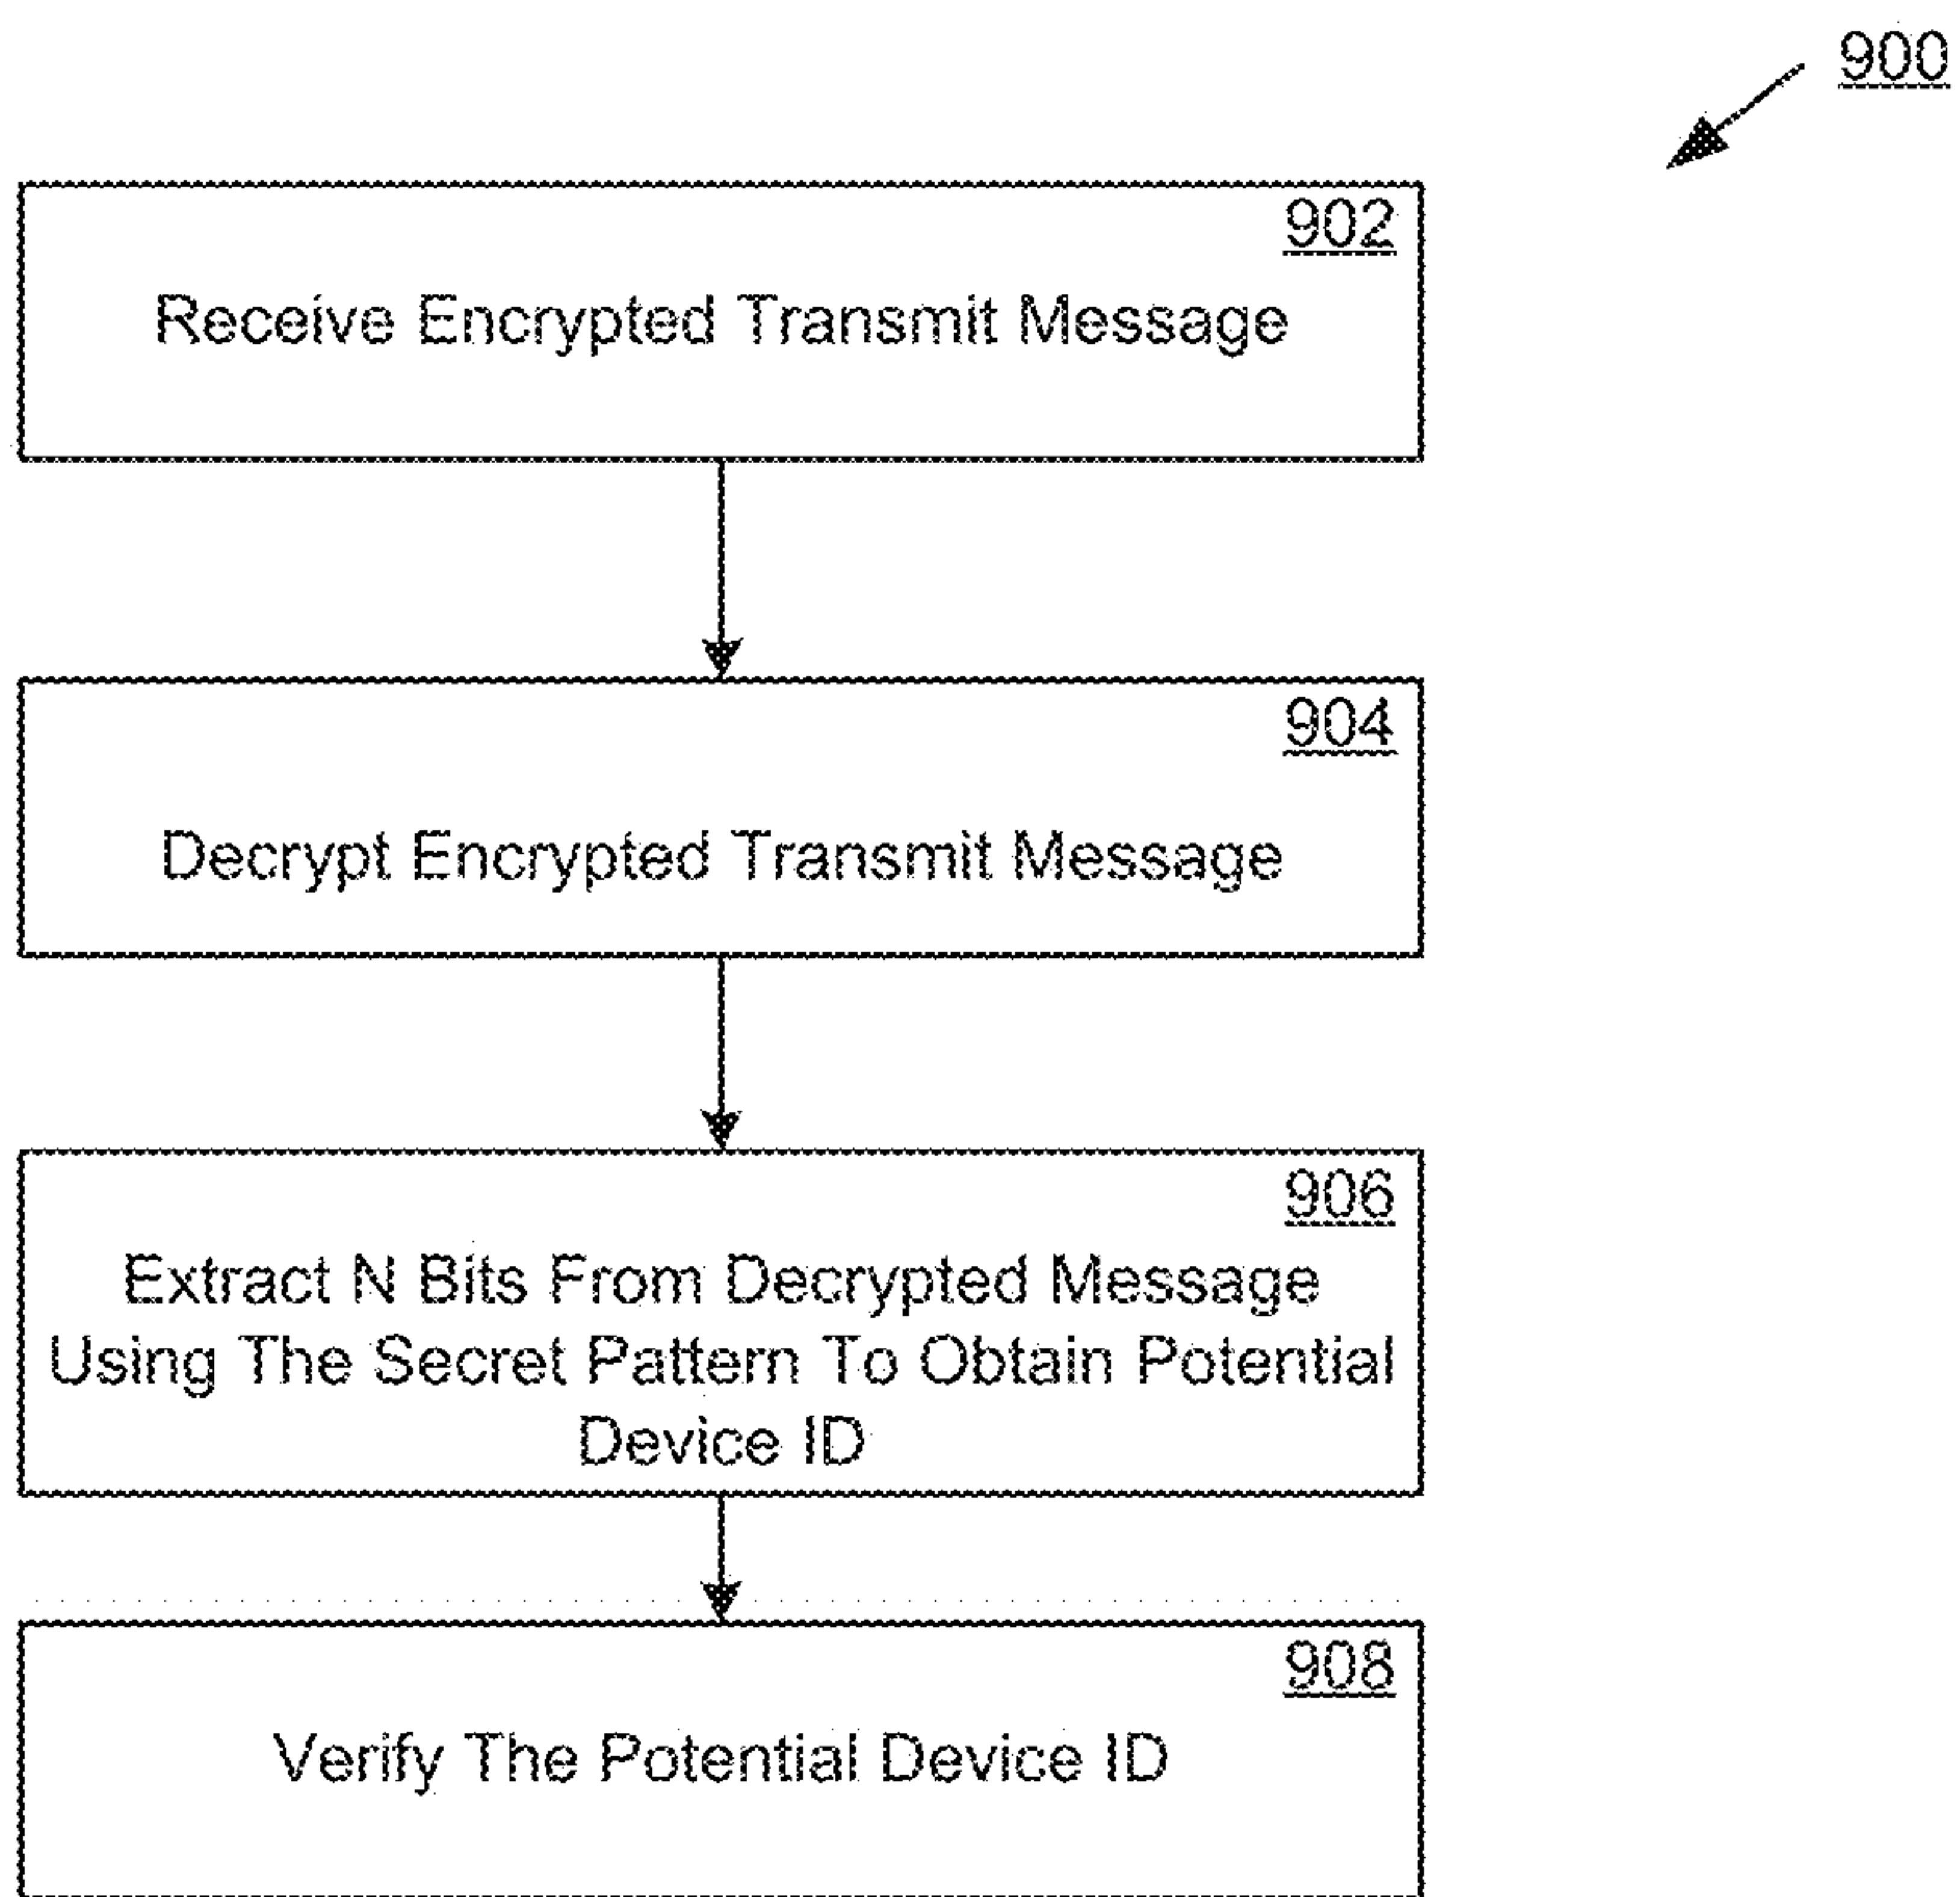 900
902
Receive Encrypted Transmit Message
904
Decrypt Encrypted Transmit Message
906
Extract N Bits From Decrypted Message
Using The Secret Pattern To Obtain Potential
Device ID
908
Verify The Potential Device ID